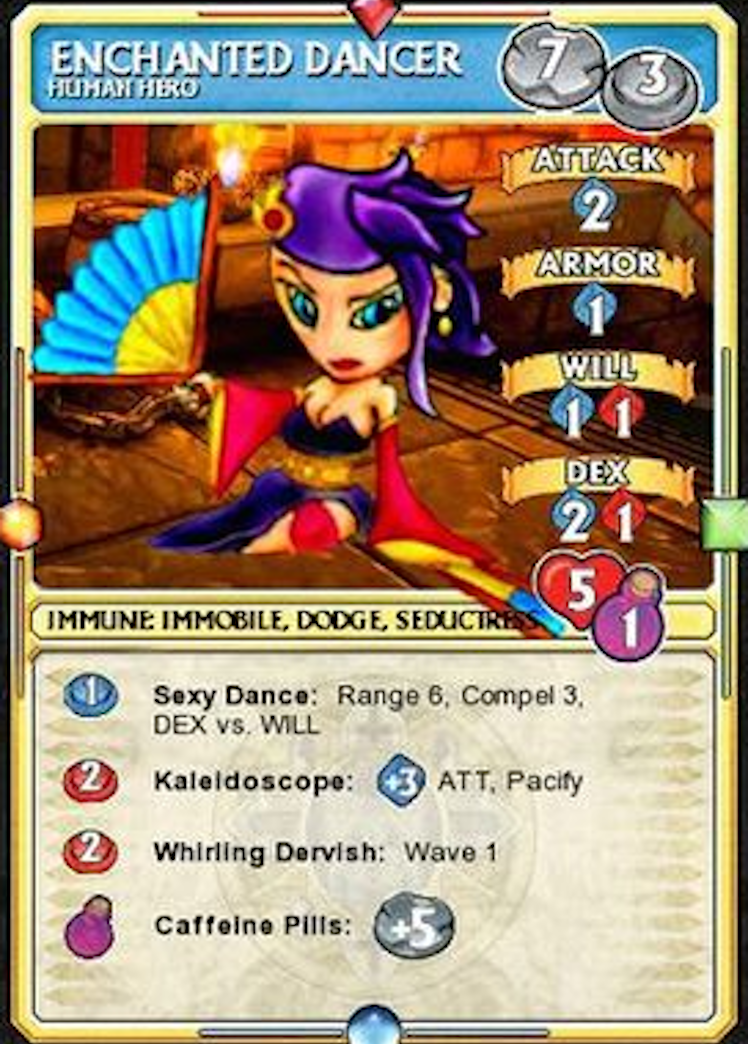 ENCHANTED DANCER
HUMAN HERO
7
3
ATTACK
2
ARMOR
1
WILL
1 1
DEX
2 1
5
1
IMMUNE: IMMOBILE, DODGE, SEDUCTRESS
1 Sexy Dance: Range 6, Compel 3,
DEX vs. WILL
2 Kaleidoscope: +3 ATT, Pacify
2 Whirling Dervish: Wave 1
Caffeine Pills: +5